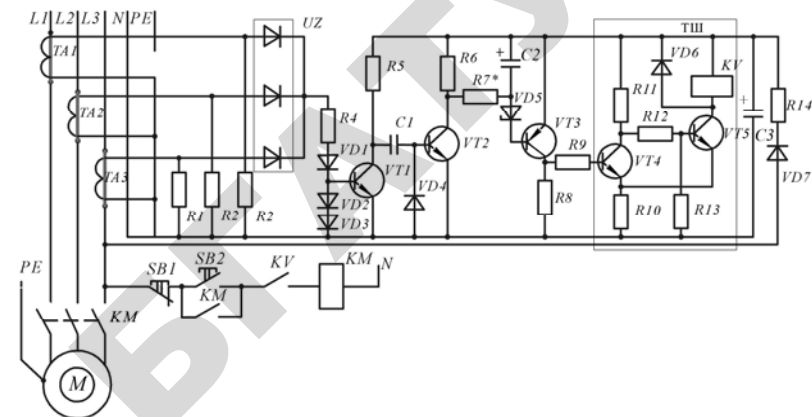 L1 L2 L3 N PE
UZ
ТШ
TA1
TA2
TA3
R1
R2
R2
R4
VD1
VD2
VD3
R5
VT1
C1
VD4
R6
VT2
R7*
+ C2
VD5
VT3
R9
R8
R11
VD6
KV
R12
VT4
VT5
R10
R13
+
C3
R14
VD7
PE
SB1
SB2
KM
KV
KM
N
KM
M
БГАТУ